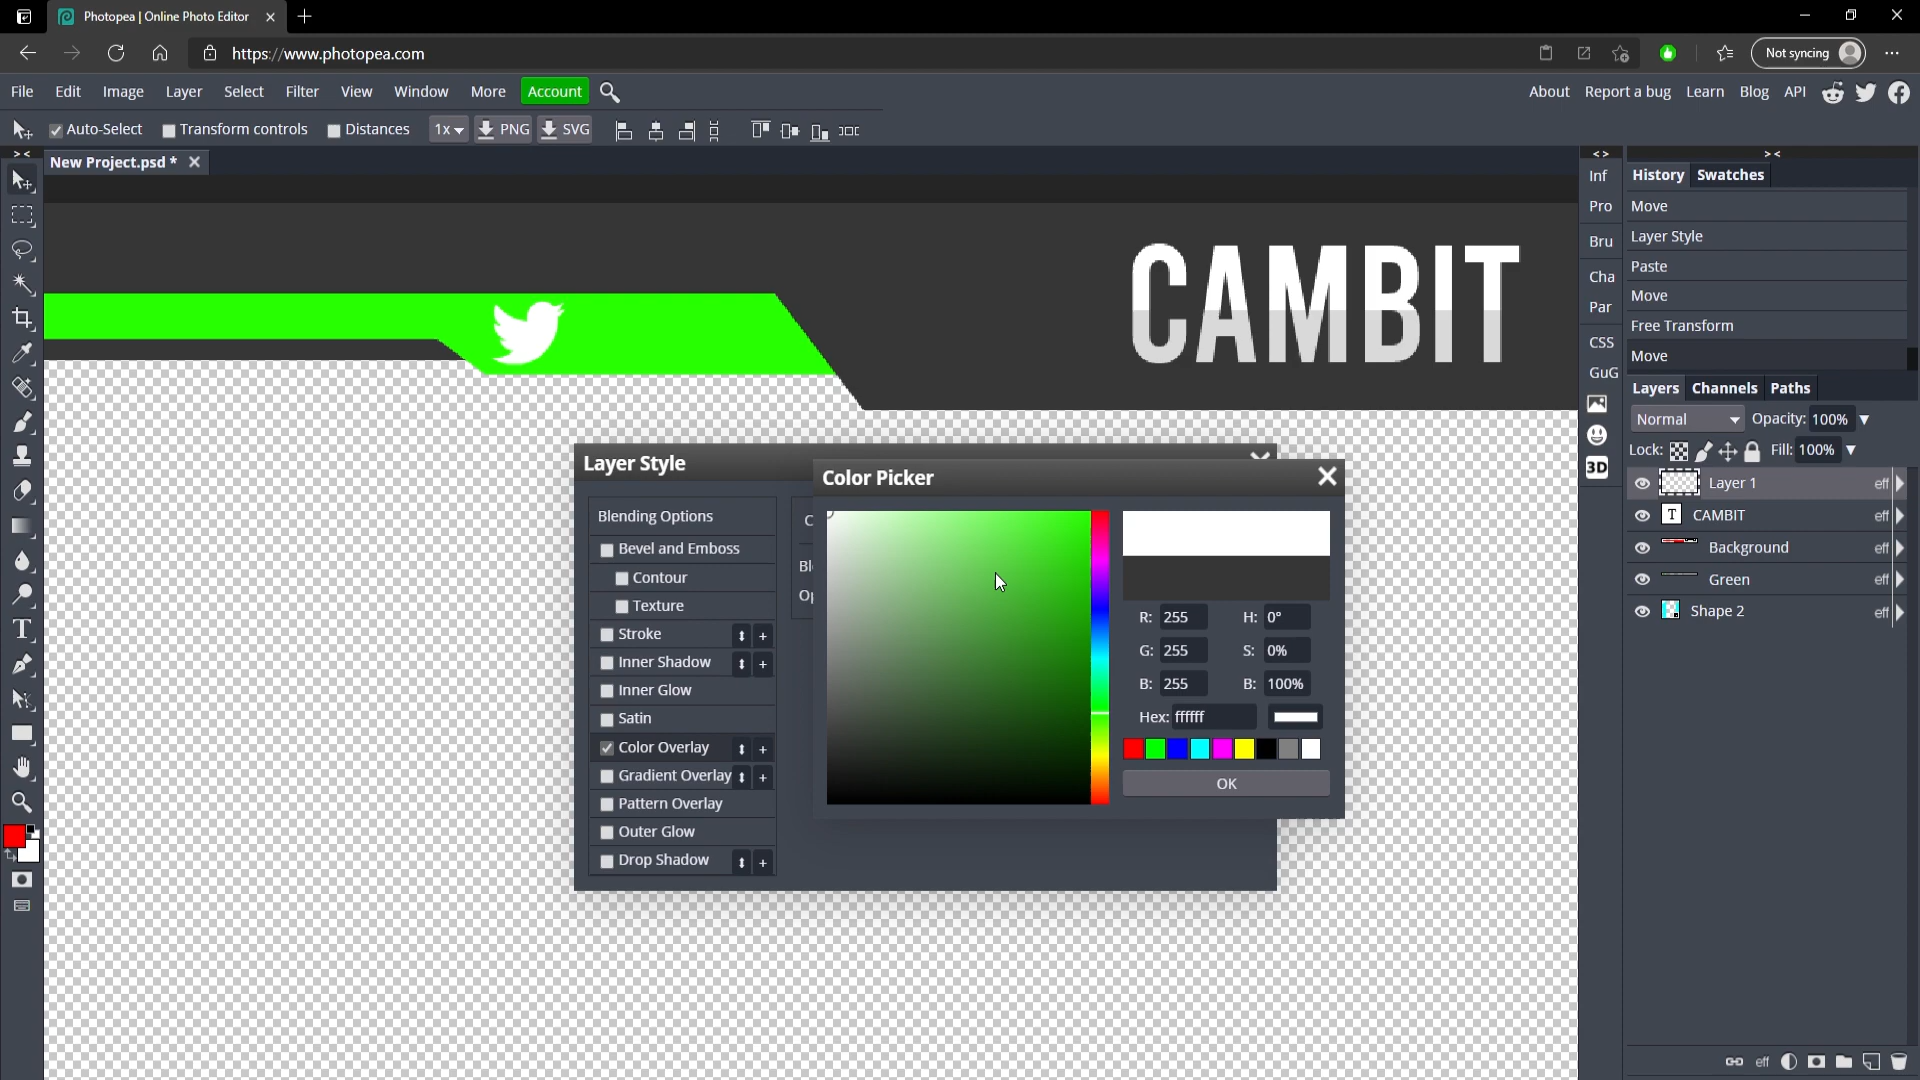 Photopea | Online Photo Editor
https://www.photopea.com
Not syncing
File Edit Image Layer Select Filter View Window More Account
About Report a bug Learn Blog API
Auto-Select Transform controls Distances 1x PNG SVG
New Project.psd *
CAMBIT
Inf
Pro
Bru
Cha
Par
CSS
GuG
3D
History Swatches
Move
Layer Style
Paste
Move
Free Transform
Move
Layers Channels Paths
Normal Opacity: 100%
Lock: Fill: 100%
Layer 1 eff
T CAMBIT eff
Background eff
Green eff
Shape 2 eff
eff
Layer Style
Blending Options
Bevel and Emboss
Contour
Texture
Stroke
Inner Shadow
Inner Glow
Satin
Color Overlay
Gradient Overlay
Pattern Overlay
Outer Glow
Drop Shadow
Color Picker
R: 255 H: 0°
G: 255 S: 0%
B: 255 B: 100%
Hex: ffffff
OK